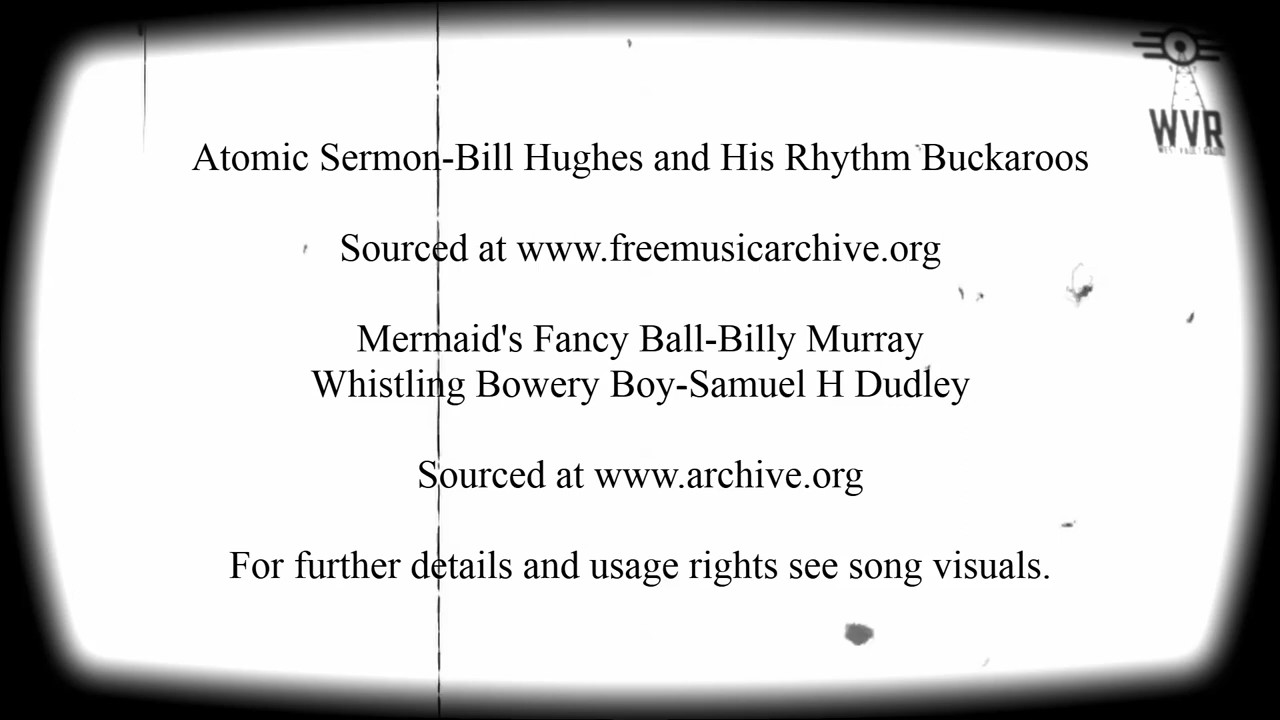 WVR
Atomic Sermon-Bill Hughes and His Rhythm Buckaroos
Sourced at www.freemusicarchive.org
Mermaid's Fancy Ball-Billy Murray
Whistling Bowery Boy-Samuel H Dudley
Sourced at www.archive.org
For further details and usage rights see song visuals.